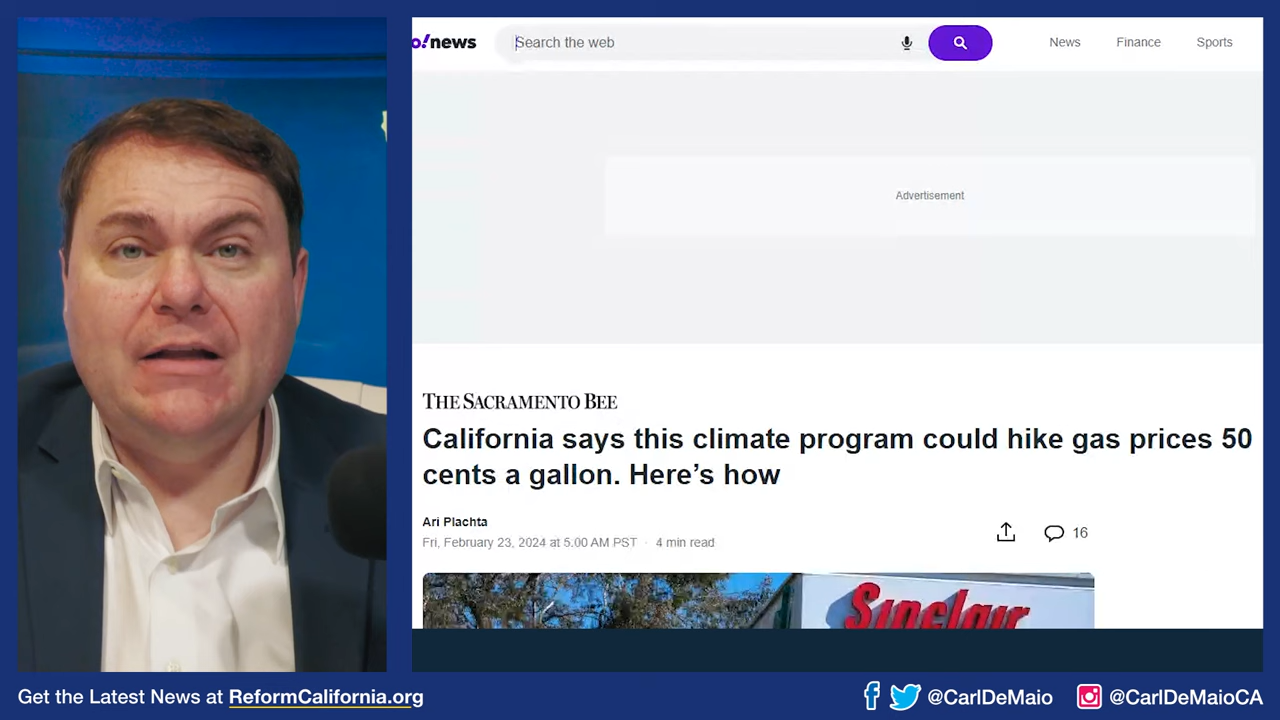 o!news
Search the web
News
Finance
Sports
Advertisement
THE SACRAMENTO BEE
California says this climate program could hike gas prices 50
cents a gallon. Here's how
Ari Plachta
Fri, February 23, 2024 at 5:00 AM PST · 4 min read
16
Sinclair
Get the Latest News at ReformCalifornia.org
@CarlDeMaio
@CarlDeMaioCA